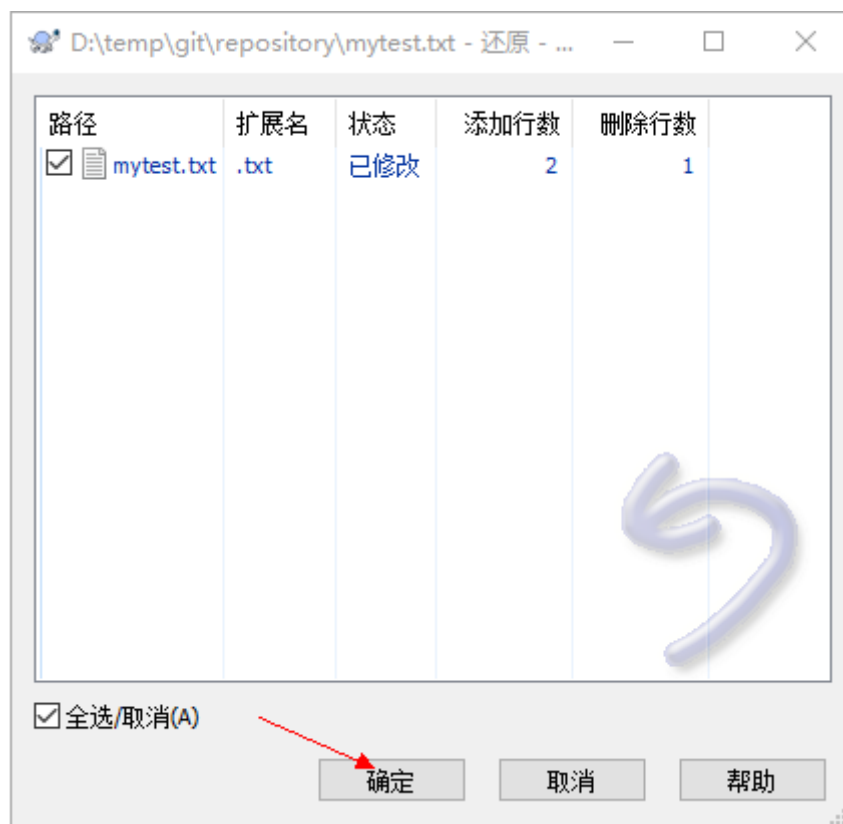 D:\temp\git\repository\mytest.txt - 还原 - ...
路径 扩展名 状态 添加行数 删除行数
mytest.txt .txt 已修改 2 1
全选/取消(A)
确定 取消 帮助